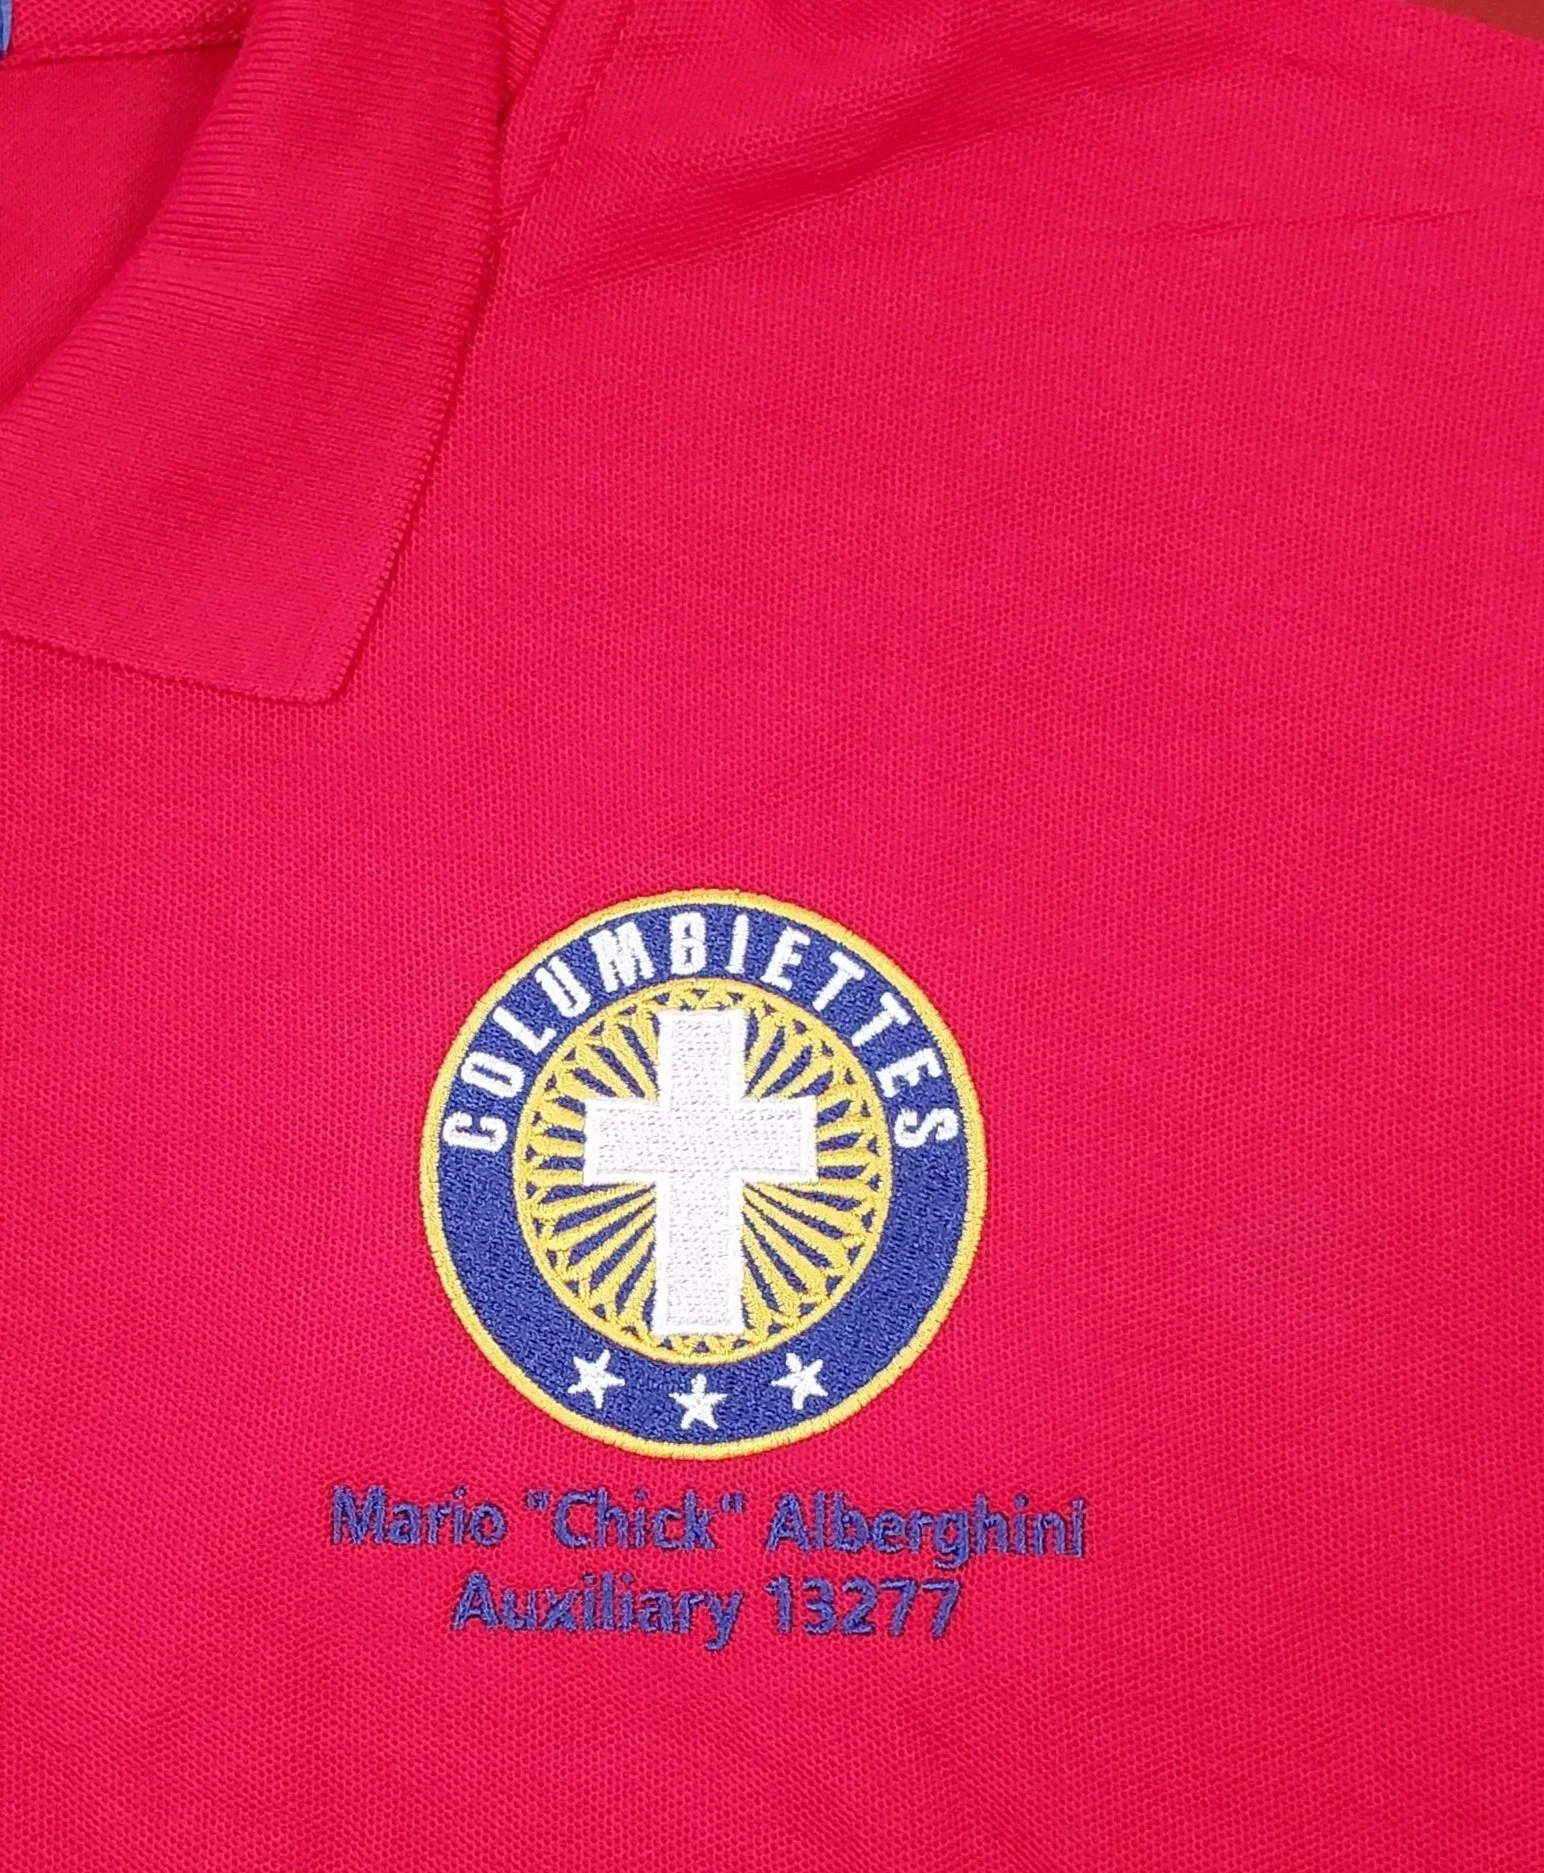 COLUMBIETTES
Mario "Chick" Alberghini
Auxiliary 13277